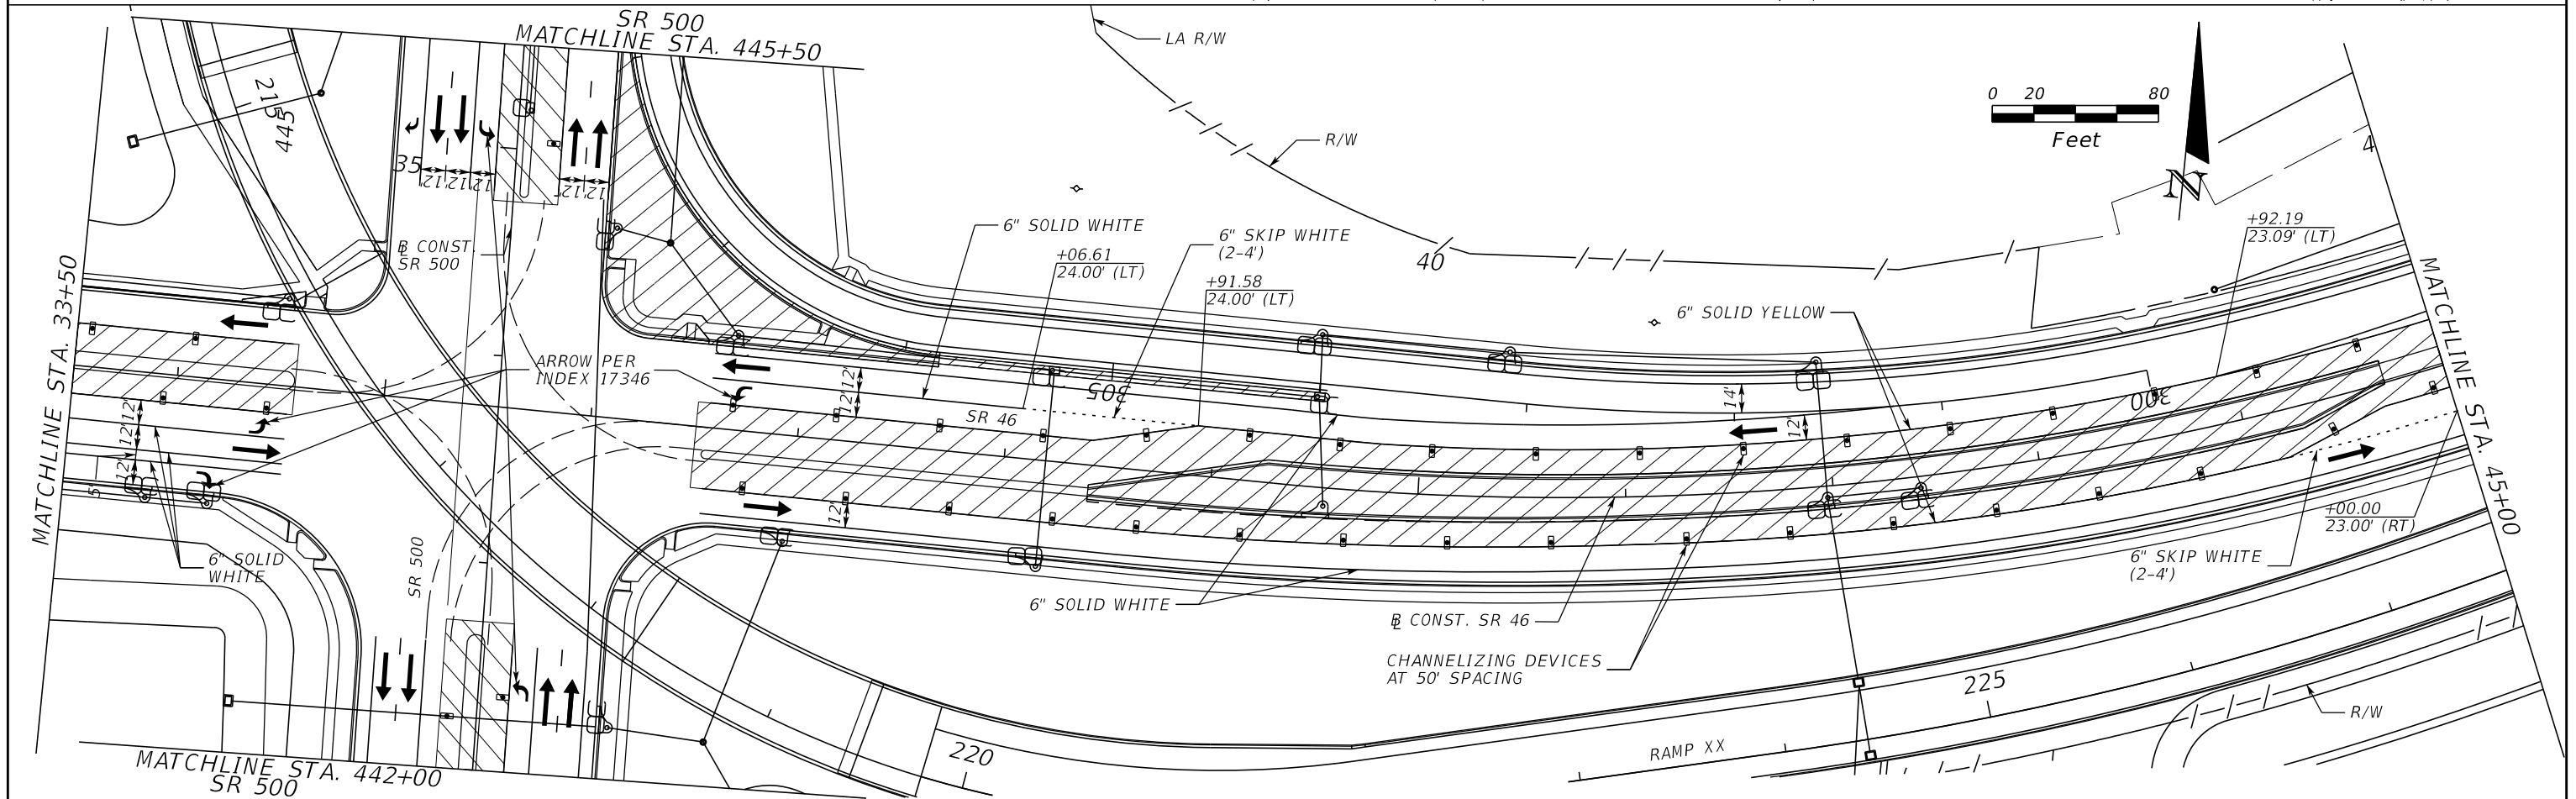 SR 500
MATCHLINE STA. 445+50
LA R/W
0 20 80
Feet
N
R/W
215
445
35
12' 12' 12'
12' 12'
4
+92.19
23.09' (LT)
6" SOLID WHITE
6" SKIP WHITE
(2-4')
+06.61
24.00' (LT)
+91.58
24.00' (LT)
40
BL CONST.
SR 500
MATCHLINE STA. 33+50
6" SOLID YELLOW
MATCHLINE STA. 45+00
ARROW PER
INDEX 17346
12'
12'
305
14'
12'
300
SR 46
12'
12'
12'
5
12'
+00.00
23.00' (RT)
6" SOLID
WHITE
SR 500
6" SKIP WHITE
(2-4')
6" SOLID WHITE
BL CONST. SR 46
CHANNELIZING DEVICES
AT 50' SPACING
225
R/W
RAMP XX
220
MATCHLINE STA. 442+00
SR 500